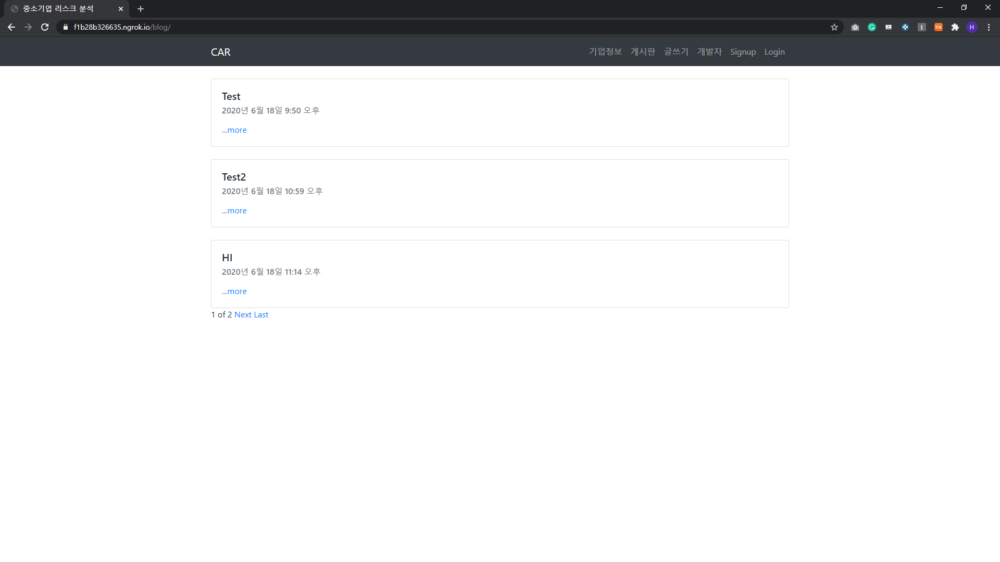 중소기업 리스크 분석
f1b28b326635.ngrok.io/blog/
H
CAR
기업정보 게시판 글쓰기 개발자 Signup Login
Test
2020년 6월 18일 9:50 오후
...more
Test2
2020년 6월 18일 10:59 오후
...more
HI
2020년 6월 18일 11:14 오후
...more
1 of 2 Next Last